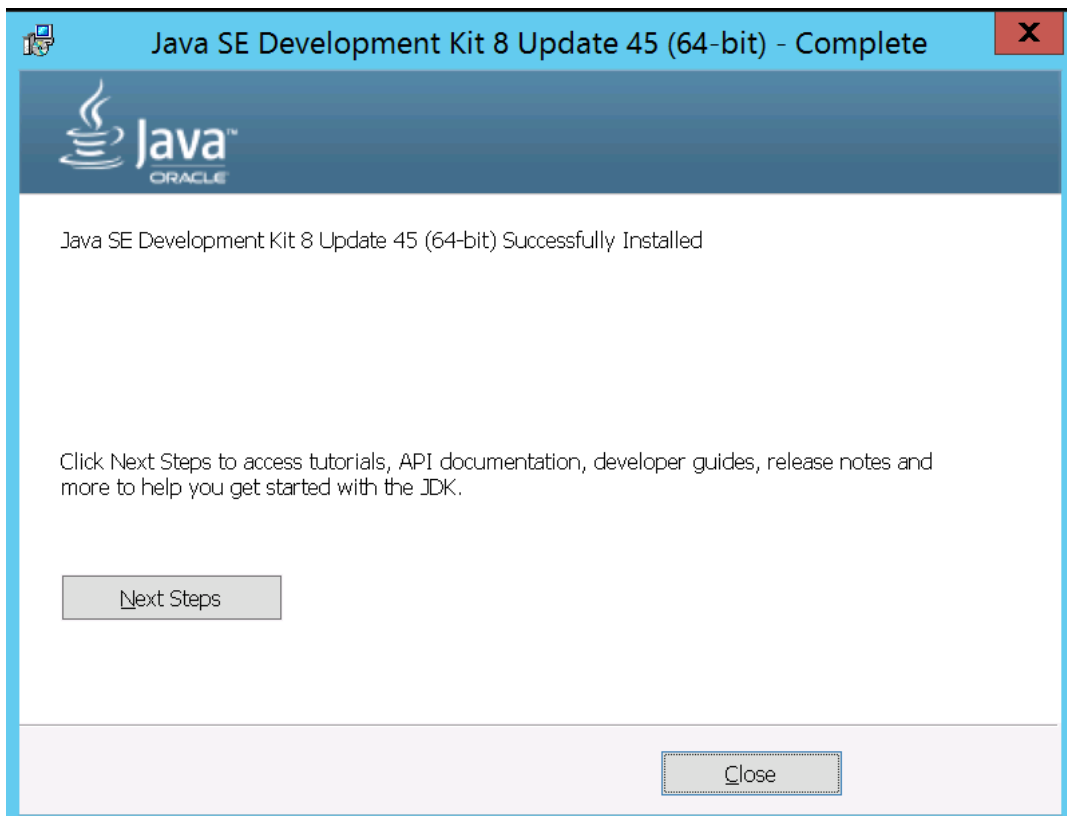 Java SE Development Kit 8 Update 45 (64-bit) - Complete
X
Java™
ORACLE
Java SE Development Kit 8 Update 45 (64-bit) Successfully Installed
Click Next Steps to access tutorials, API documentation, developer guides, release notes and
more to help you get started with the JDK.
Next Steps
Close